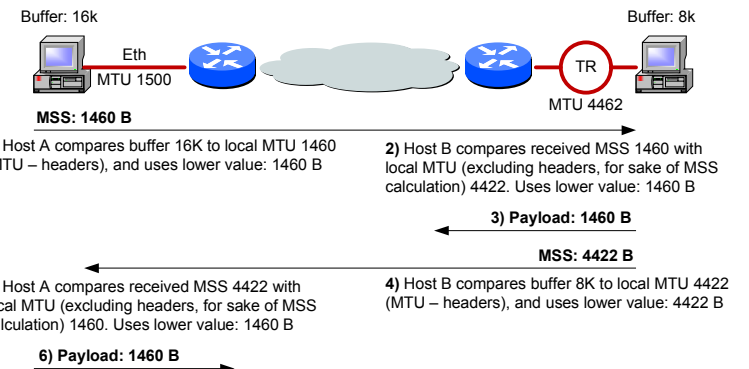 Buffer: 16k
Buffer: 8k
Eth
MTU 1500
TR
MTU 4462
MSS: 1460 B
Host A compares buffer 16K to local MTU 1460
MTU – headers), and uses lower value: 1460 B
2) Host B compares received MSS 1460 with
local MTU (excluding headers, for sake of MSS
calculation) 4422. Uses lower value: 1460 B
3) Payload: 1460 B
MSS: 4422 B
4) Host B compares buffer 8K to local MTU 4422
(MTU – headers), and uses lower value: 4422 B
Host A compares received MSS 4422 with
cal MTU (excluding headers, for sake of MSS
lculation) 1460. Uses lower value: 1460 B
6) Payload: 1460 B